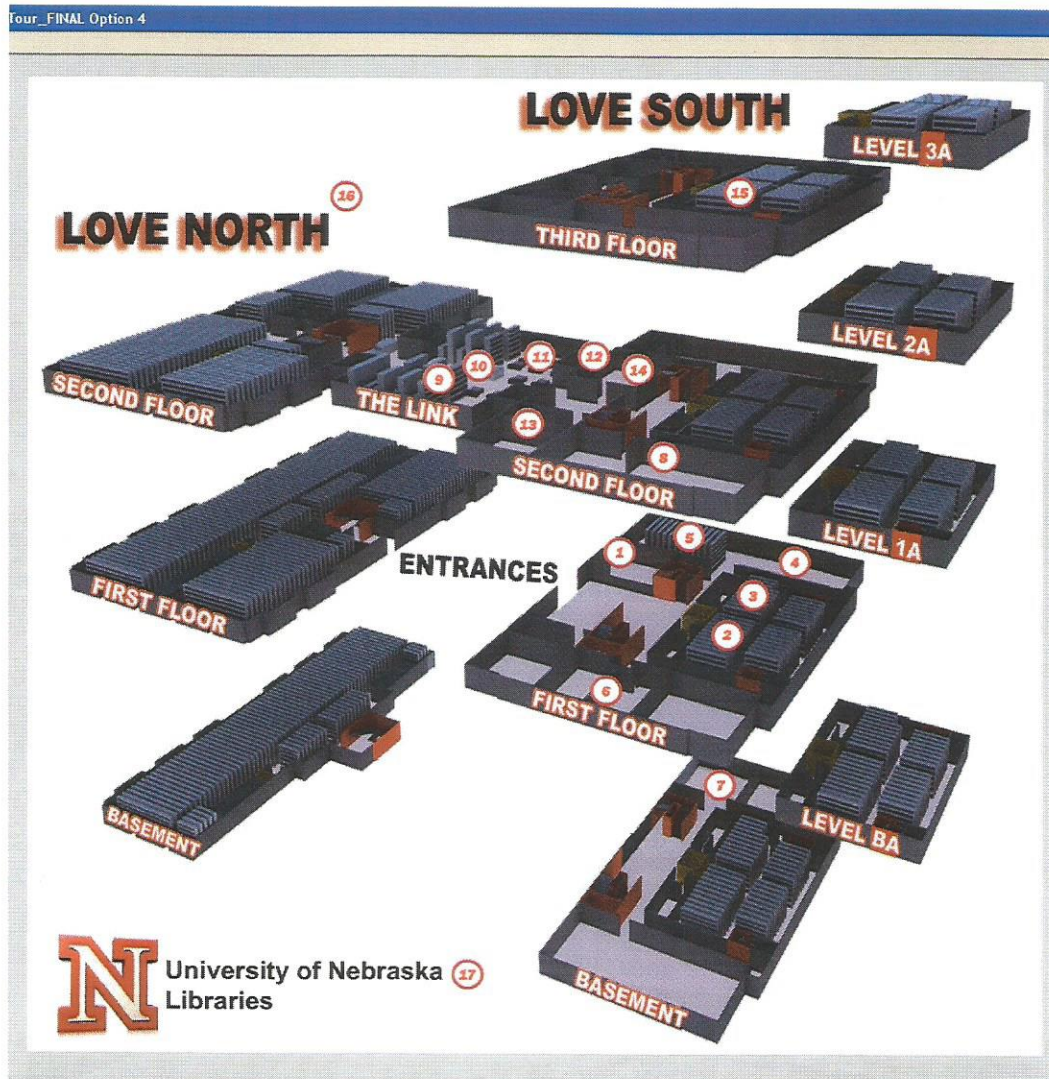 Tour_FINAL Option 4
LOVE SOUTH
LEVEL 3A
15
THIRD FLOOR
16
LOVE NORTH
LEVEL 2A
SECOND FLOOR
9
10
11
12
14
THE LINK
13
8
SECOND FLOOR
LEVEL 1A
FIRST FLOOR
ENTRANCES
1
5
4
3
2
6
FIRST FLOOR
BASEMENT
7
LEVEL BA
BASEMENT
N
University of Nebraska 17
Libraries